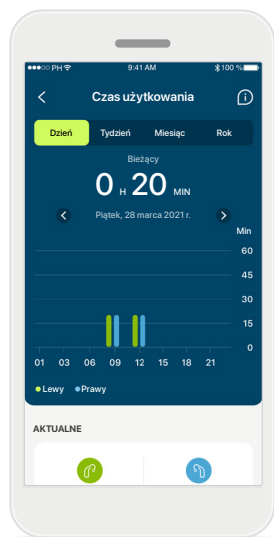 PH 9:41 AM 100 %
Czas użytkowania
Dzień Tydzień Miesiąc Rok
Bieżący
0 H 20 MIN
Piątek, 28 marca 2021 r.
Min
60
45
30
15
0
01 03 06 09 12 15 18 21
Lewy Prawy
AKTUALNE